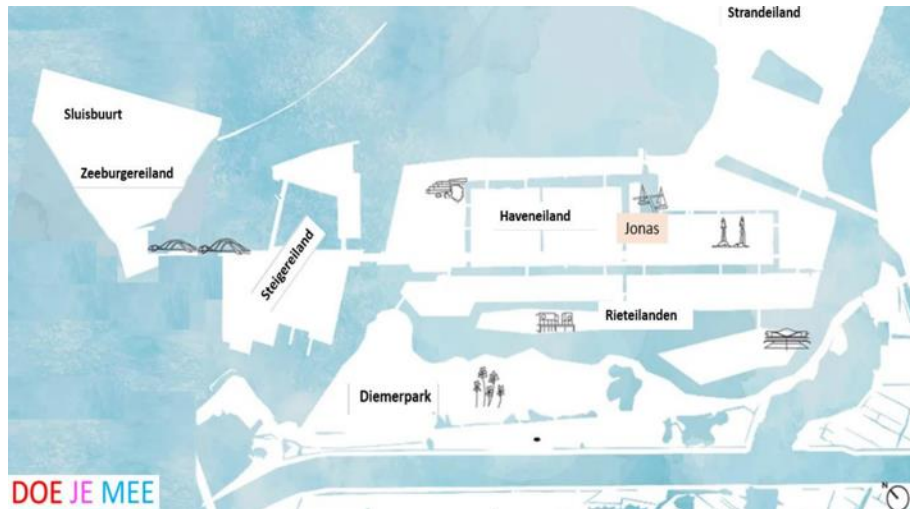 Strandeiland
Sluisbuurt
Zeeburgereiland
Haveneiland
Jonas
Steigereiland
Rieteilanden
Diemerpark
DOE JE MEE
N